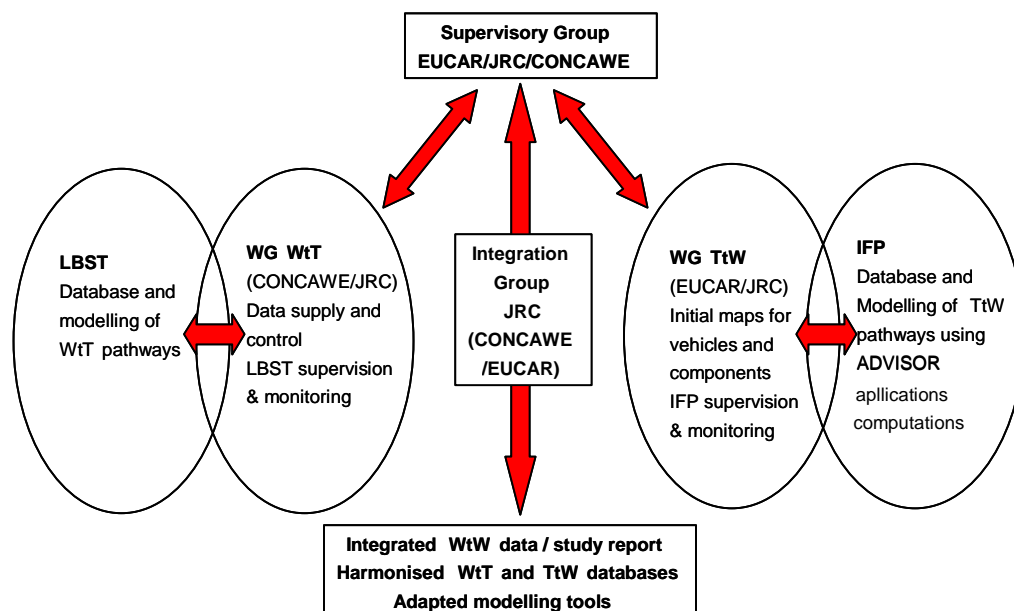 Supervisory Group
EUCAR/JRC/CONCAWE
LBST
Database and
modelling of
WtT pathways
WG WtT
(CONCAWE/JRC)
Data supply and
control
LBST supervision
& monitoring
Integration
Group
JRC
(CONCAWE
/EUCAR)
WG TtW
(EUCAR/JRC)
Initial maps for
vehicles and
components
IFP supervision
& monitoring
IFP
Database and
Modelling of TtW
pathways using
ADVISOR
apllications
computations
Integrated WtW data / study report
Harmonised WtT and TtW databases
Adapted modelling tools